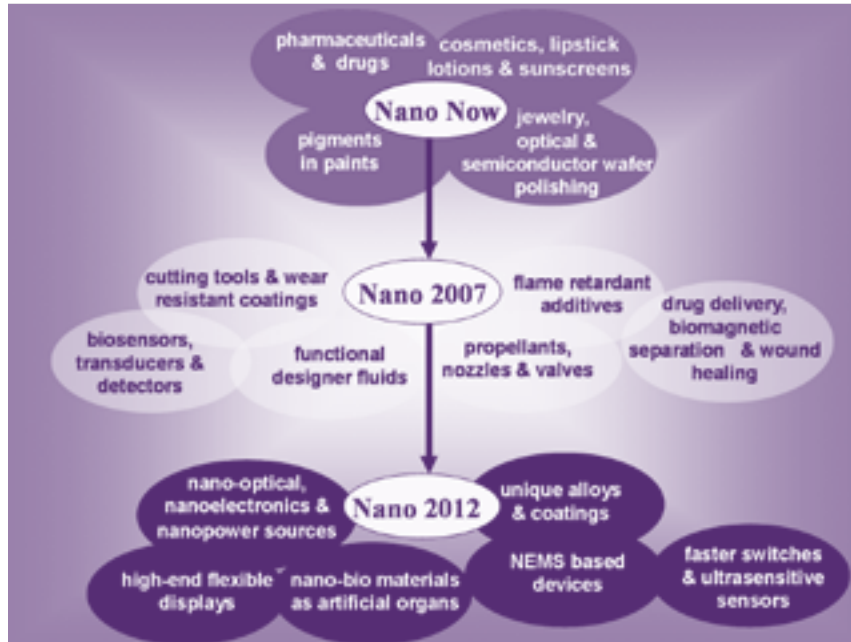 pharmaceuticals
& drugs
cosmetics, lipstick
lotions & sunscreens
Nano Now
pigments
in paints
jewelry,
optical &
semiconductor wafer
polishing
cutting tools & wear
resistant coatings
Nano 2007
flame retardant
additives
drug delivery,
biomagnetic
separation & wound
healing
biosensors,
transducers &
detectors
functional
designer fluids
propellants,
nozzles & valves
nano-optical,
nanoelectronics &
nanopower sources
Nano 2012
unique alloys
& coatings
high-end flexible
displays
nano-bio materials
as artificial organs
NEMS based
devices
faster switches
& ultrasensitive
sensors